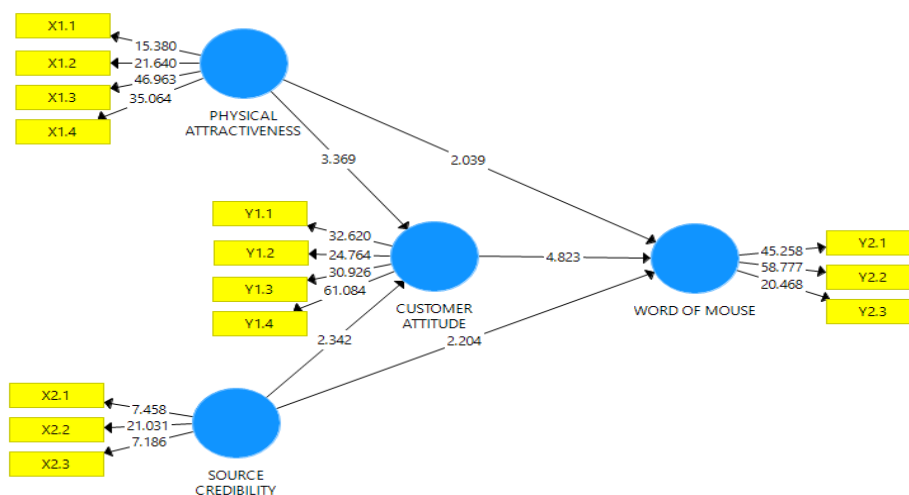 X1.1
15.380
X1.2
21.640
X1.3
46.963
X1.4
35.064
PHYSICAL
ATTRACTIVENESS
3.369
2.039
Y1.1
32.620
Y1.2
24.764
Y1.3
30.926
Y1.4
61.084
CUSTOMER
ATTITUDE
4.823
WORD OF MOUSE
45.258
Y2.1
58.777
Y2.2
20.468
Y2.3
2.342
2.204
X2.1
7.458
X2.2
21.031
X2.3
7.186
SOURCE
CREDIBILITY